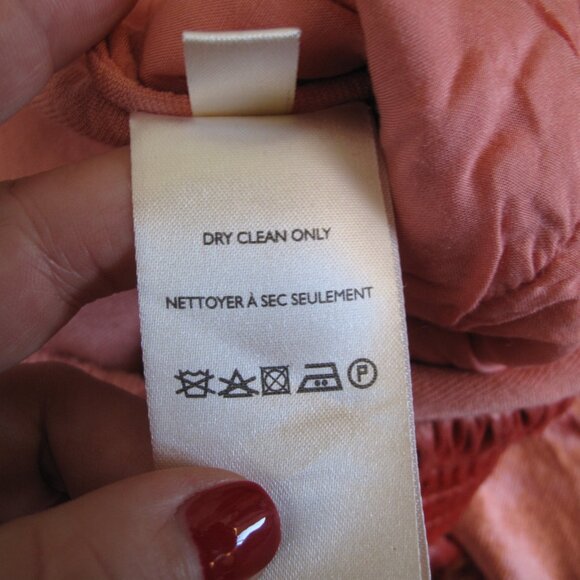 DRY CLEAN ONLY
NETTOYER À SEC SEULEMENT
P